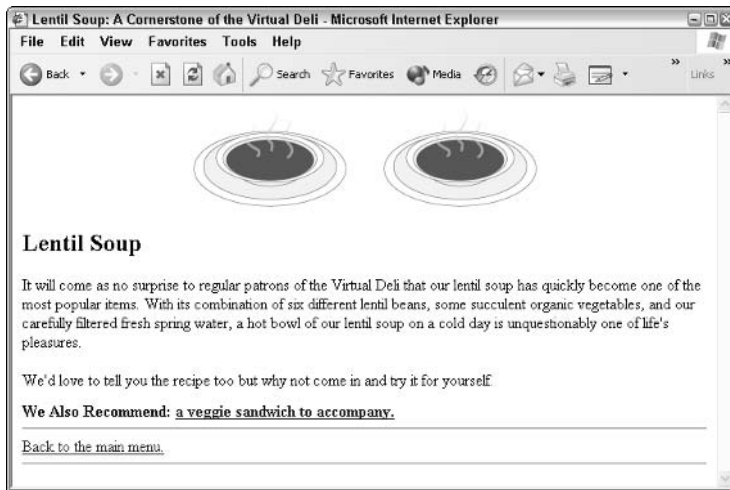 Lentil Soup: A Cornerstone of the Virtual Deli - Microsoft Internet Explorer
File Edit View Favorites Tools Help
Back Search Favorites Media » Links »
Lentil Soup
It will come as no surprise to regular patrons of the Virtual Deli that our lentil soup has quickly become one of the
most popular items. With its combination of six different lentil beans, some succulent organic vegetables, and our
carefully filtered fresh spring water, a hot bowl of our lentil soup on a cold day is unquestionably one of life's
pleasures.
We'd love to tell you the recipe too but why not come in and try it for yourself.
We Also Recommend: a veggie sandwich to accompany.
Back to the main menu.